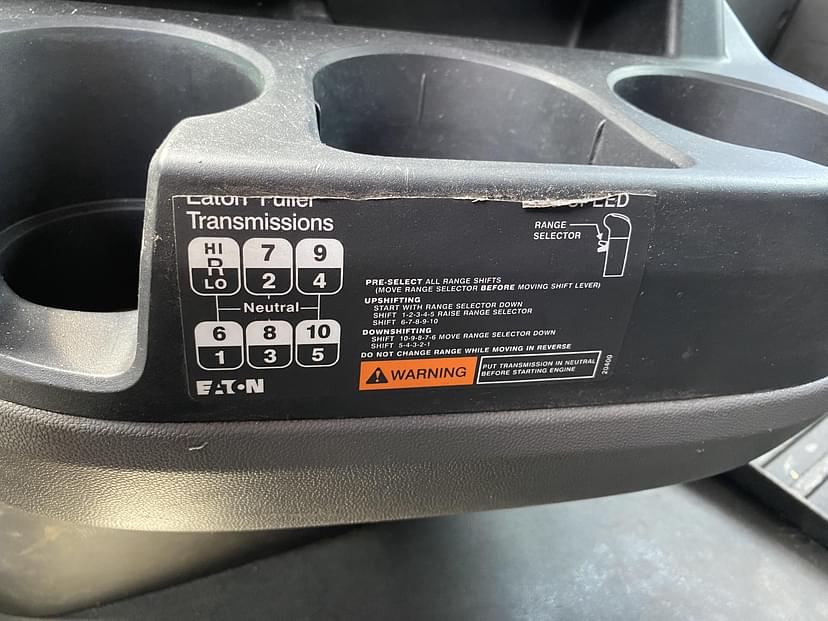 Eaton Fuller
Transmissions
SPEED
RANGE
SELECTOR
HI
R
LO
7
2
9
4
Neutral
6
1
8
3
10
5
EATON
PRE-SELECT ALL RANGE SHIFTS
(MOVE RANGE SELECTOR BEFORE MOVING SHIFT LEVER)
UPSHIFTING
START WITH RANGE SELECTOR DOWN
SHIFT 1-2-3-4-5 RAISE RANGE SELECTOR
SHIFT 6-7-8-9-10
DOWNSHIFTING
SHIFT 10-9-8-7-6 MOVE RANGE SELECTOR DOWN
SHIFT 5-4-3-2-1
DO NOT CHANGE RANGE WHILE MOVING IN REVERSE
WARNING
PUT TRANSMISSION IN NEUTRAL
BEFORE STARTING ENGINE
20400